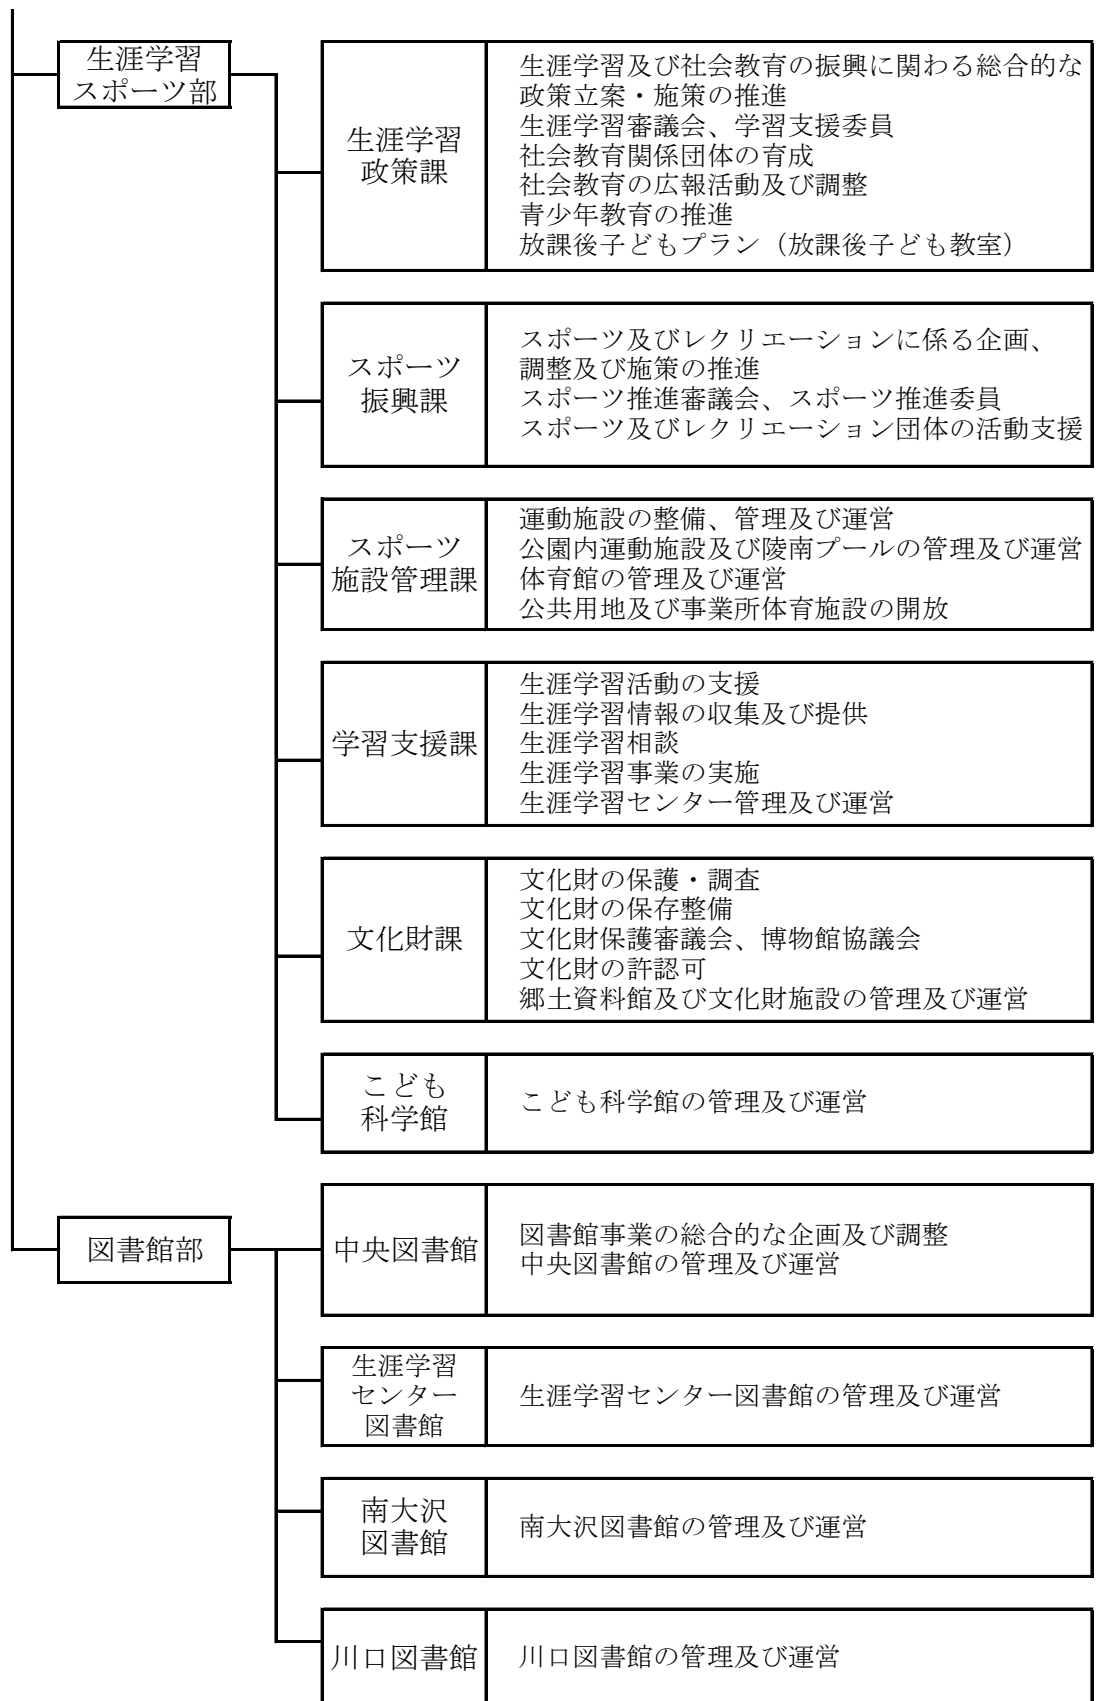 生涯学習
スポーツ部
生涯学習
政策課
生涯学習及び社会教育の振興に関わる総合的な
政策立案・施策の推進
生涯学習審議会、学習支援委員
社会教育関係団体の育成
社会教育の広報活動及び調整
青少年教育の推進
放課後子どもプラン（放課後子ども教室）
スポーツ
振興課
スポーツ及びレクリエーションに係る企画、
調整及び施策の推進
スポーツ推進審議会、スポーツ推進委員
スポーツ及びレクリエーション団体の活動支援
スポーツ
施設管理課
運動施設の整備、管理及び運営
公園内運動施設及び陵南プールの管理及び運営
体育館の管理及び運営
公共用地及び事業所体育施設の開放
学習支援課
生涯学習活動の支援
生涯学習情報の収集及び提供
生涯学習相談
生涯学習事業の実施
生涯学習センター管理及び運営
文化財課
文化財の保護・調査
文化財の保存整備
文化財保護審議会、博物館協議会
文化財の許認可
郷土資料館及び文化財施設の管理及び運営
こども
科学館
こども科学館の管理及び運営
図書館部
中央図書館
図書館事業の総合的な企画及び調整
中央図書館の管理及び運営
生涯学習
センター
図書館
生涯学習センター図書館の管理及び運営
南大沢
図書館
南大沢図書館の管理及び運営
川口図書館
川口図書館の管理及び運営